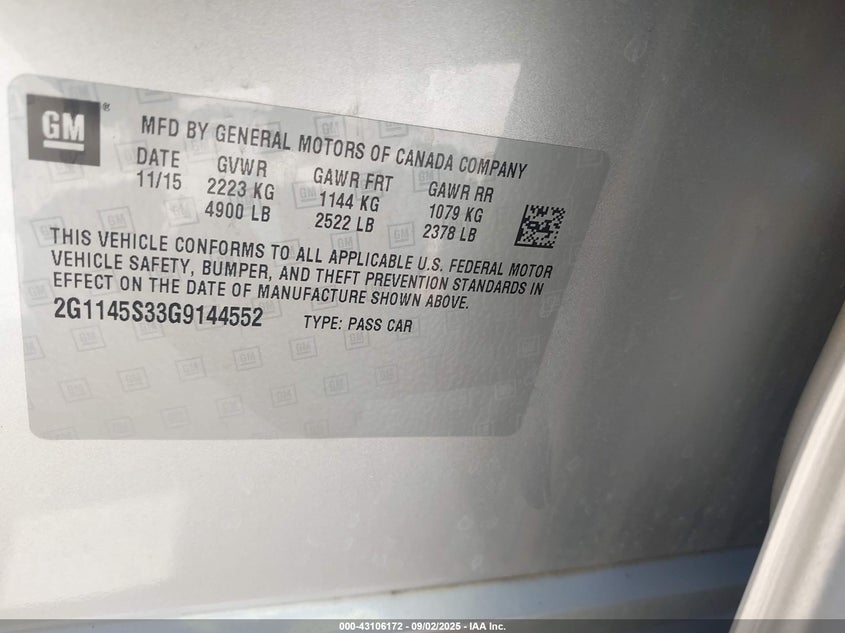 GM ®
MFD BY GENERAL MOTORS OF CANADA COMPANY
DATE GVWR GAWR FRT GAWR RR
11/15 2223 KG 1144 KG 1079 KG
4900 LB 2522 LB 2378 LB
THIS VEHICLE CONFORMS TO ALL APPLICABLE U.S. FEDERAL MOTOR
VEHICLE SAFETY, BUMPER, AND THEFT PREVENTION STANDARDS IN
EFFECT ON THE DATE OF MANUFACTURE SHOWN ABOVE.
2G1145S33G9144552 TYPE: PASS CAR
000-43106172 | 09/02/2025 | IAA Inc.